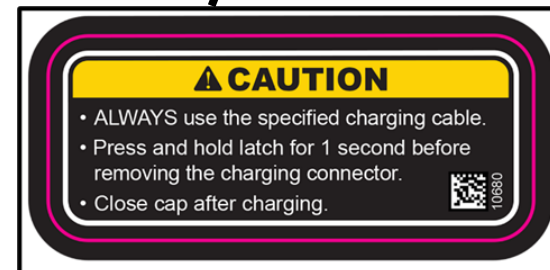 CAUTION
• ALWAYS use the specified charging cable.
• Press and hold latch for 1 second before
removing the charging connector.
• Close cap after charging.
10680